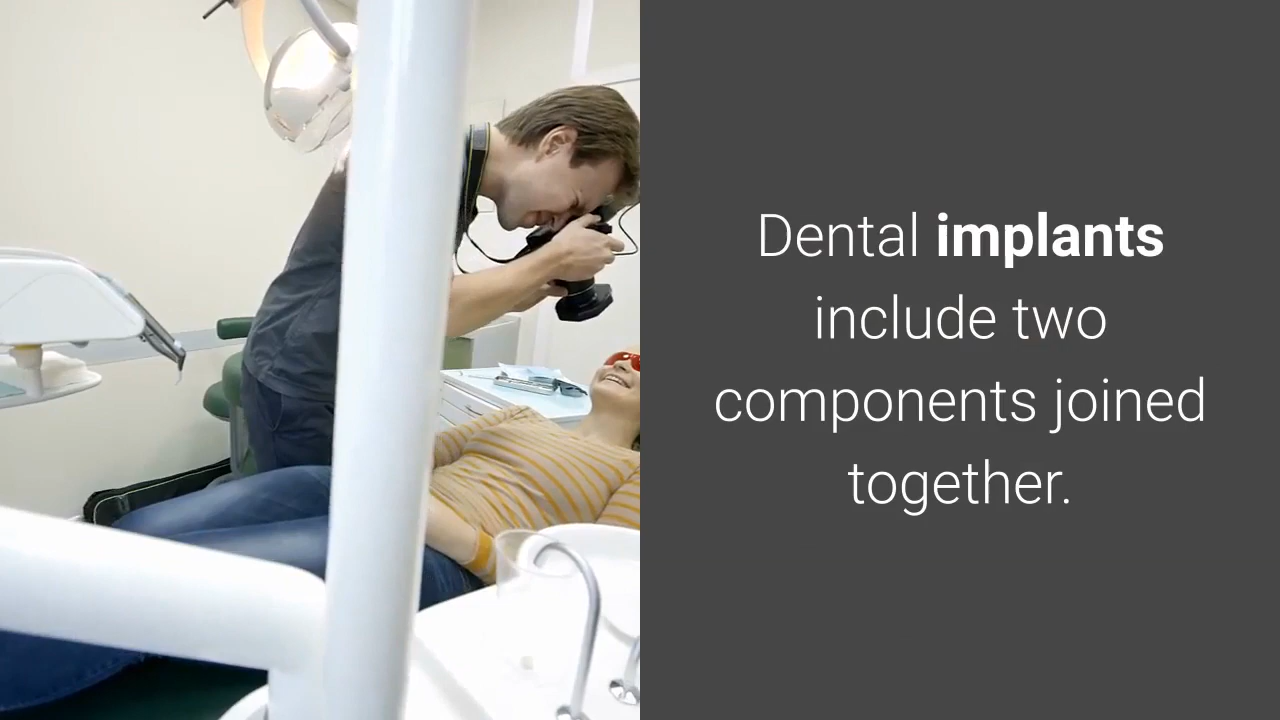 Dental implants
include two
components joined
together.